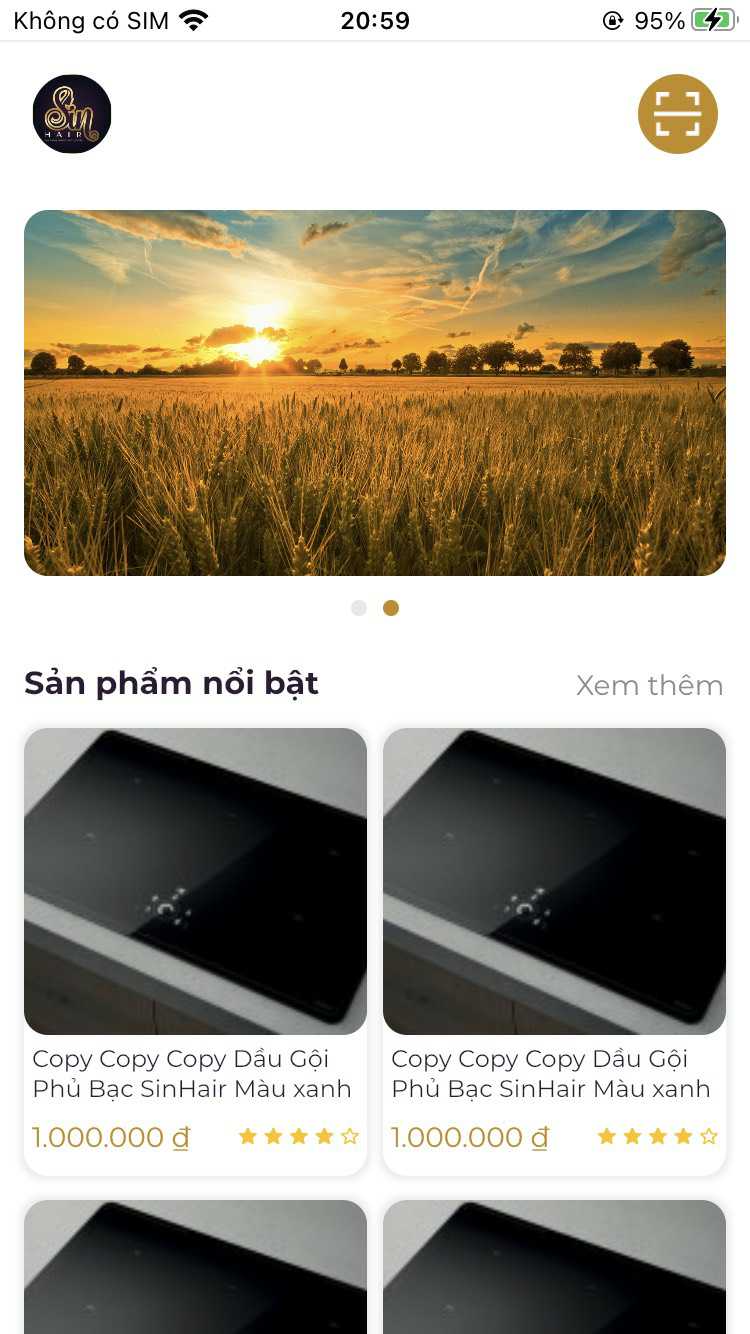 Không có SIM
20:59
95%
Sin
HAIR
Sản phẩm nổi bật
Xem thêm
Copy Copy Copy Dầu Gội
Phủ Bạc SinHair Màu xanh
1.000.000 đ
Copy Copy Copy Dầu Gội
Phủ Bạc SinHair Màu xanh
1.000.000 đ